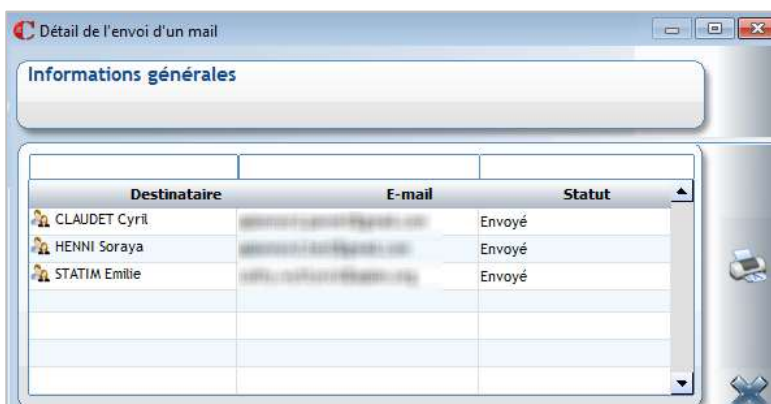 Détail de l'envoi d'un mail
Informations générales
Destinataire E-mail Statut
CLAUDET Cyril Envoyé
HENNI Soraya Envoyé
STATIM Emilie Envoyé